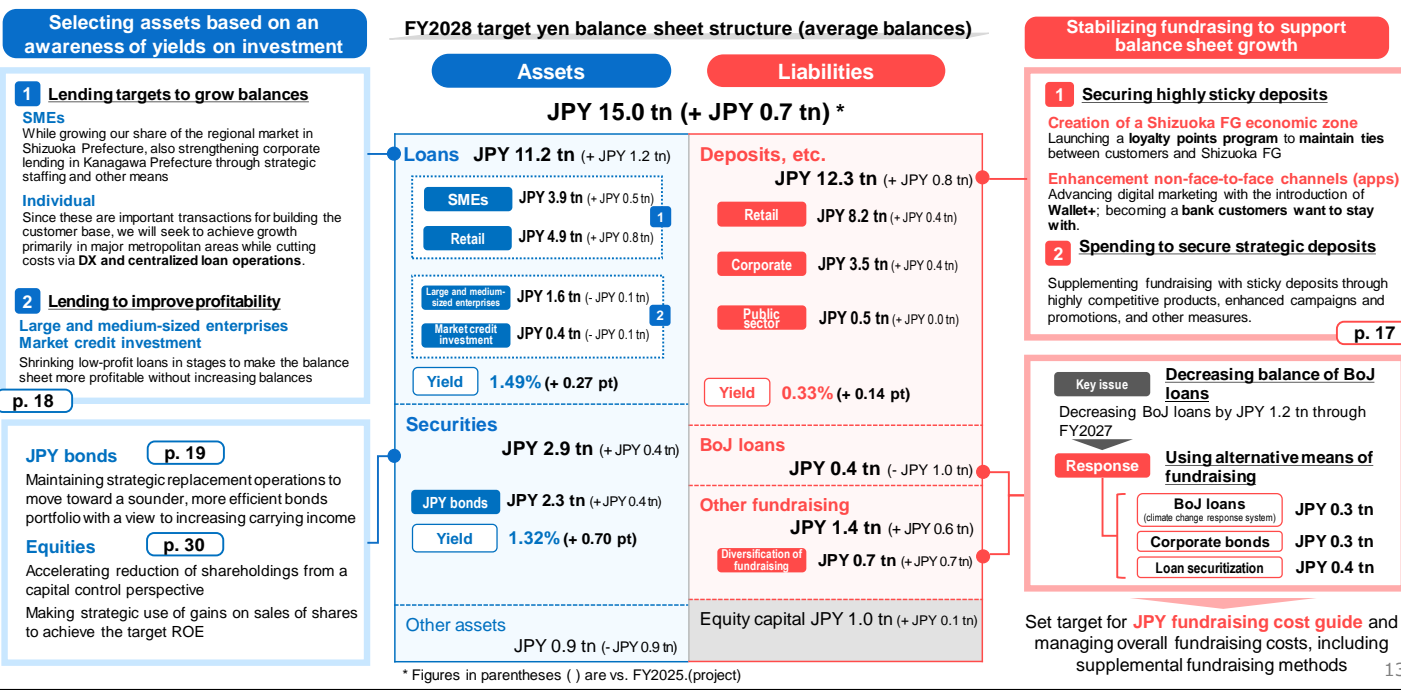 Selecting assets based on an
awareness of yields on investment
1 Lending targets to grow balances
SMEs
While growing our share of the regional market in
Shizuoka Prefecture, also strengthening corporate
lending in Kanagawa Prefecture through strategic
staffing and other means
Individual
Since these are important transactions for building the
customer base, we will seek to achieve growth
primarily in major metropolitan areas while cutting
costs via DX and centralized loan operations.
2 Lending to improve profitability
Large and medium-sized enterprises
Market credit investment
Shrinking low-profit loans in stages to make the balance
sheet more profitable without increasing balances
p. 18
JPY bonds p. 19
Maintaining strategic replacement operations to
move toward a sounder, more efficient bonds
portfolio with a view to increasing carrying income
Equities p. 30
Accelerating reduction of shareholdings from a
capital control perspective
Making strategic use of gains on sales of shares
to achieve the target ROE
FY2028 target yen balance sheet structure (average balances)
Assets
Liabilities
JPY 15.0 tn (+ JPY 0.7 tn) *
Loans JPY 11.2 tn (+ JPY 1.2 tn)
SMEs JPY 3.9 tn (+ JPY 0.5 tn)
1
Retail JPY 4.9 tn (+ JPY 0.8 tn)
Large and medium-
sized enterprises JPY 1.6 tn (- JPY 0.1 tn)
2
Market credit
investment JPY 0.4 tn (- JPY 0.1 tn)
Yield 1.49% (+ 0.27 pt)
Securities
JPY 2.9 tn (+ JPY 0.4 tn)
JPY bonds JPY 2.3 tn (+ JPY 0.4 tn)
Yield 1.32% (+ 0.70 pt)
Other assets
JPY 0.9 tn (- JPY 0.9 tn)
Deposits, etc.
JPY 12.3 tn (+ JPY 0.8 tn)
Retail JPY 8.2 tn (+ JPY 0.4 tn)
Corporate JPY 3.5 tn (+ JPY 0.4 tn)
Public
sector JPY 0.5 tn (+ JPY 0.0 tn)
Yield 0.33% (+ 0.14 pt)
BoJ loans
JPY 0.4 tn (- JPY 1.0 tn)
Other fundraising
JPY 1.4 tn (+ JPY 0.6 tn)
Diversification of
fundraising JPY 0.7 tn (+ JPY 0.7 tn)
Equity capital JPY 1.0 tn (+ JPY 0.1 tn)
* Figures in parentheses ( ) are vs. FY2025.(project)
Stabilizing fundrasing to support
balance sheet growth
1 Securing highly sticky deposits
Creation of a Shizuoka FG economic zone
Launching a loyalty points program to maintain ties
between customers and Shizuoka FG
Enhancement non-face-to-face channels (apps)
Advancing digital marketing with the introduction of
Wallet+; becoming a bank customers want to stay
with.
2 Spending to secure strategic deposits
Supplementing fundraising with sticky deposits through
highly competitive products, enhanced campaigns and
promotions, and other measures.
p. 17
Key issue Decreasing balance of BoJ
loans
Decreasing BoJ loans by JPY 1.2 tn through
FY2027
Response Using alternative means of
fundraising
BoJ loans
(climate change response system) JPY 0.3 tn
Corporate bonds JPY 0.3 tn
Loan securitization JPY 0.4 tn
Set target for JPY fundraising cost guide and
managing overall fundraising costs, including
supplemental fundraising methods